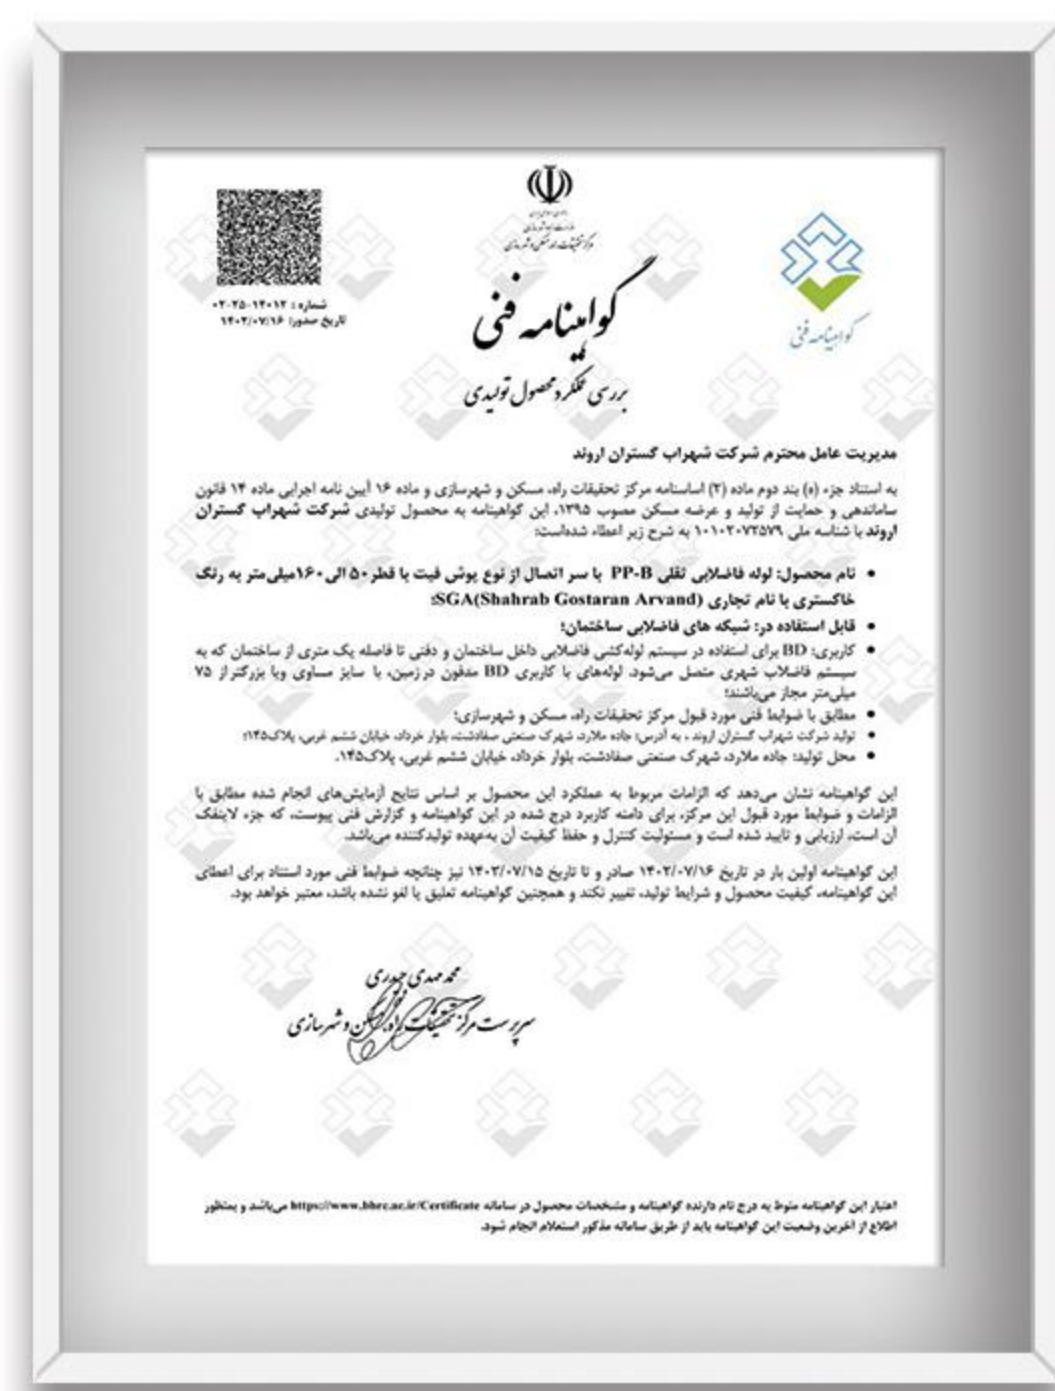 جمهوری اسلامی ایران
وزارت راه و شهرسازی
مرکز تحقیقات راه، مسکن و شهرسازی
شماره: ۱۴۰۱۲-۲۵-۰۲
تاریخ صدور: ۱۴۰۲/۰۷/۱۶
گواهینامه فنی
گواهینامه فنی
بررسی عملکرد محصول تولیدی
مدیریت عامل محترم شرکت شهراب گستران اروند
به استناد جزء (ه) بند دوم ماده (۲) اساسنامه مرکز تحقیقات راه، مسکن و شهرسازی و ماده ۱۶ آیین نامه اجرایی ماده ۱۴ قانون
ساماندهی و حمایت از تولید و عرضه مسکن مصوب ۱۳۹۵، این گواهینامه به محصول تولیدی شرکت شهراب گستران
اروند با شناسه ملی ۱۰۱۰۲۰۷۲۵۷۹ به شرح زیر اعطاء شده‌است:
• نام محصول: لوله فاضلابی ثقلی PP-B با سر اتصال از نوع پوش فیت با قطر ۵۰ الی ۱۶۰میلی‌متر به رنگ
خاکستری با نام تجاری SGA(Shahrab Gostaran Arvand)؛
• قابل استفاده در: شبکه های فاضلابی ساختمان؛
• کاربری: BD برای استفاده در سیستم لوله‌کشی فاضلابی داخل ساختمان و دفنی تا فاصله یک متری از ساختمان که به
سیستم فاضلاب شهری متصل می‌شود. لوله‌های با کاربری BD مدفون در زمین، با سایز مساوی ویا بزرگتر از ۷۵
میلی‌متر مجاز می‌باشند؛
• مطابق با ضوابط فنی مورد قبول مرکز تحقیقات راه، مسکن و شهرسازی؛
• تولید شرکت شهراب گستران اروند ، به آدرس: جاده ملارد، شهرک صنعتی صفادشت، بلوار خرداد، خیابان ششم غربی، پلاک۱۴۵؛
• محل تولید: جاده ملارد، شهرک صنعتی صفادشت، بلوار خرداد، خیابان ششم غربی، پلاک۱۴۵.
این گواهینامه نشان می‌دهد که الزامات مربوط به عملکرد این محصول بر اساس نتایج آزمایش‌های انجام شده مطابق با
الزامات و ضوابط مورد قبول این مرکز، برای دامنه کاربرد درج شده در این گواهینامه و گزارش فنی پیوست، که جزء لاینفک
آن است، ارزیابی و تایید شده است و مسئولیت کنترل و حفظ کیفیت آن به‌عهده تولیدکننده می‌باشد.
این گواهینامه اولین بار در تاریخ ۱۴۰۲/۰۷/۱۶ صادر و تا تاریخ ۱۴۰۳/۰۷/۱۵ نیز چنانچه ضوابط فنی مورد استناد برای اعطای
این گواهینامه، کیفیت محصول و شرایط تولید، تغییر نکند و همچنین گواهینامه تعلیق یا لغو نشده باشد، معتبر خواهد بود.
محمد مهدی حیدری
سرپرست مرکز تحقیقات راه، مسکن و شهرسازی
اعتبار این گواهینامه منوط به درج نام دارنده گواهینامه و مشخصات محصول در سامانه https://www.bhrc.ac.ir/Certificate می‌باشد و بمنظور
اطلاع از آخرین وضعیت این گواهینامه باید از طریق سامانه مذکور استعلام انجام شود.